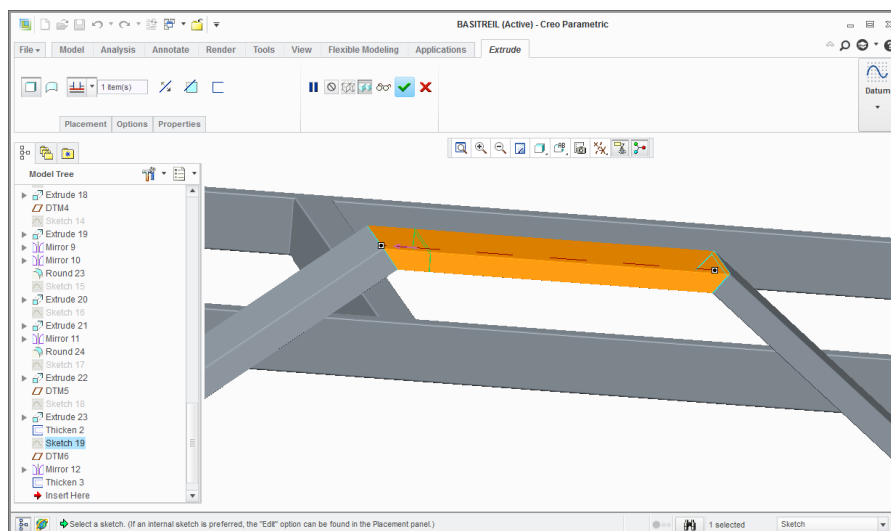 BASITREIL (Active) - Creo Parametric
File
Model
Analysis
Annotate
Render
Tools
View
Flexible Modeling
Applications
Extrude
1 item(s)
Datum
Placement
Options
Properties
Model Tree
Extrude 18
DTM4
Sketch 14
Extrude 19
Mirror 9
Mirror 10
Round 23
Sketch 15
Extrude 20
Sketch 16
Extrude 21
Mirror 11
Round 24
Sketch 17
Extrude 22
DTM5
Sketch 18
Extrude 23
Thicken 2
Sketch 19
DTM6
Mirror 12
Thicken 3
Insert Here
Select a sketch. (If an internal sketch is preferred, the "Edit" option can be found in the Placement panel.)
1 selected
Sketch